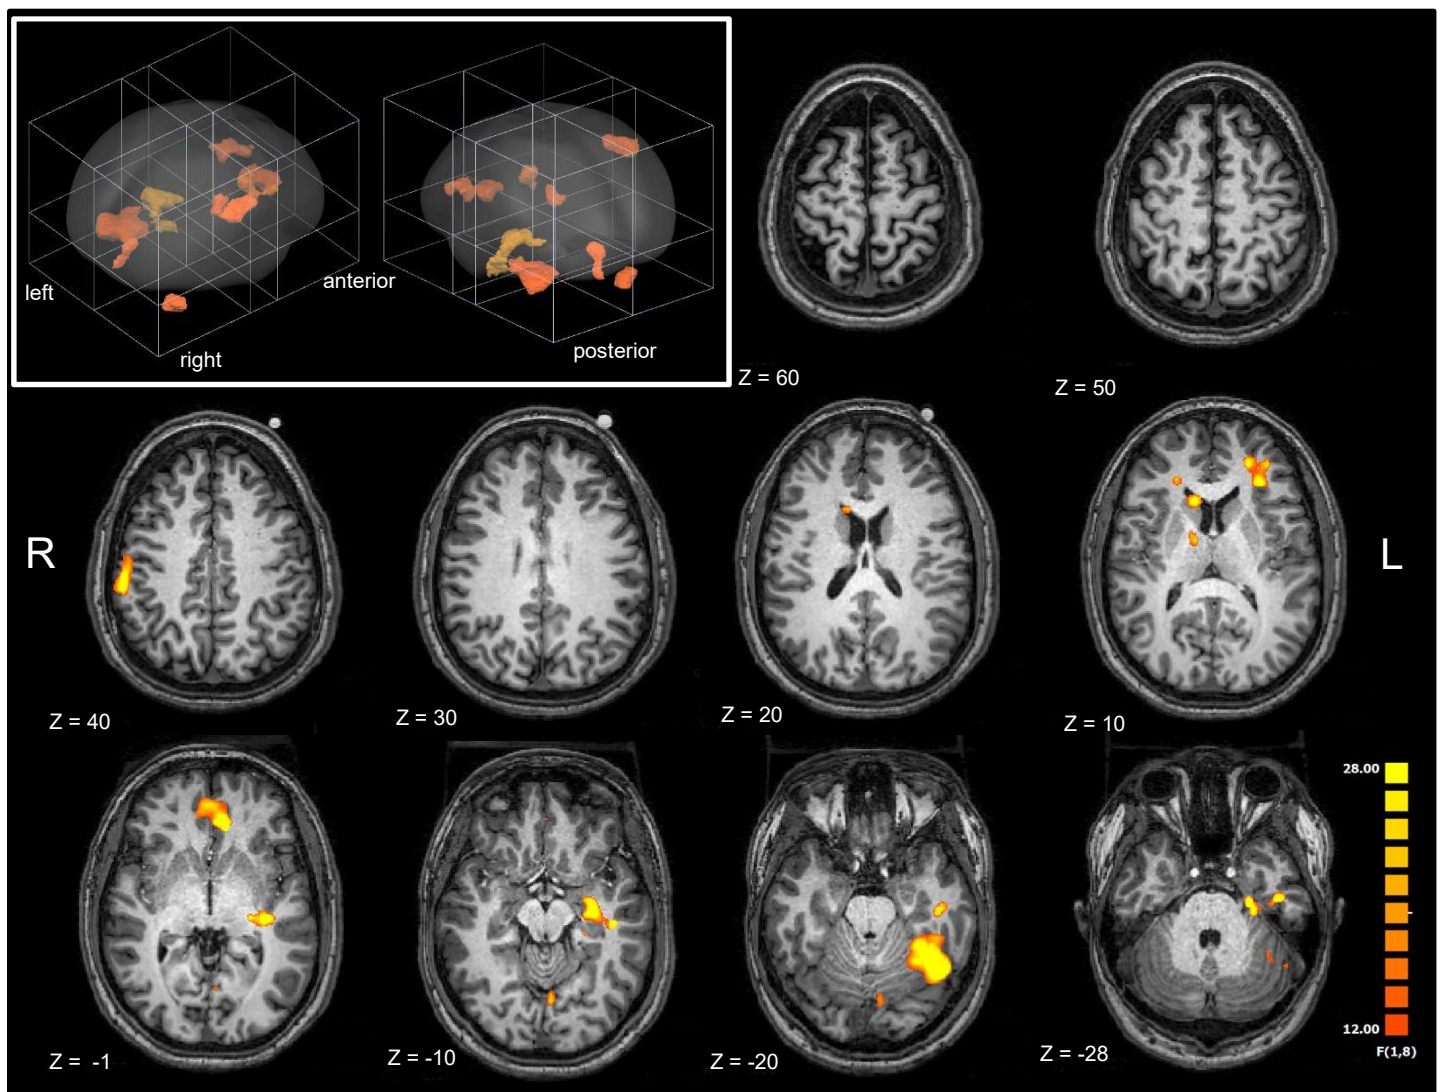 left
anterior
right
posterior
Z = 60
Z = 50
R
L
Z = 40
Z = 30
Z = 20
Z = 10
28.00
12.00
F(1,8)
Z = -1
Z = -10
Z = -20
Z = -28